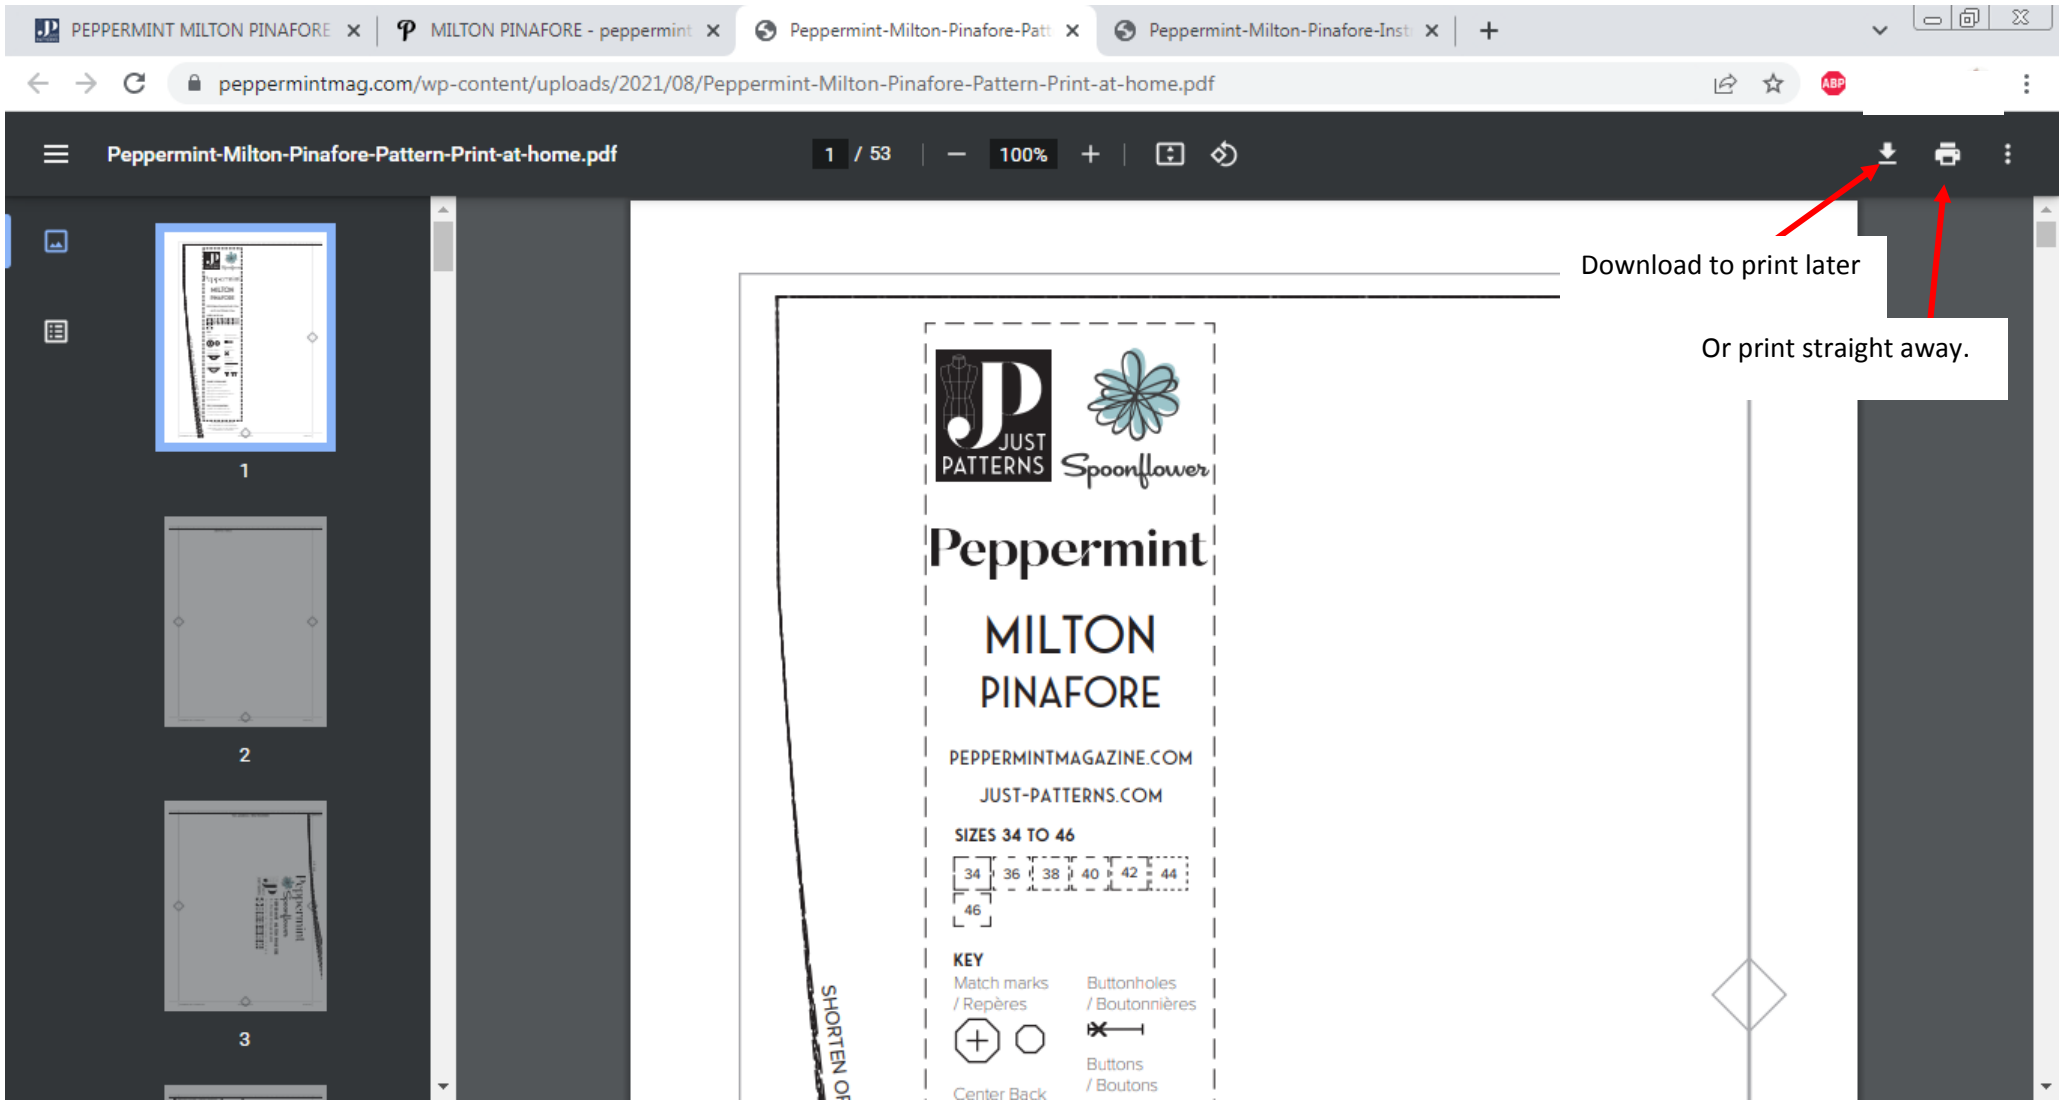 PEPPERMINT MILTON PINAFORE
MILTON PINAFORE - peppermint
Peppermint-Milton-Pinafore-Patt
Peppermint-Milton-Pinafore-Inst
peppermintmag.com/wp-content/uploads/2021/08/Peppermint-Milton-Pinafore-Pattern-Print-at-home.pdf
ABP
Peppermint-Milton-Pinafore-Pattern-Print-at-home.pdf
1 / 53
100%
Download to print later
Or print straight away.
1
2
3
JP
JUST
PATTERNS
Spoonflower
Peppermint
MILTON
PINAFORE
PEPPERMINTMAGAZINE.COM
JUST-PATTERNS.COM
SIZES 34 TO 46
34 36 38 40 42 44
46
KEY
Match marks
/ Repères
Buttonholes
/ Boutonnières
Buttons
/ Boutons
Center Back
SHORTEN OR